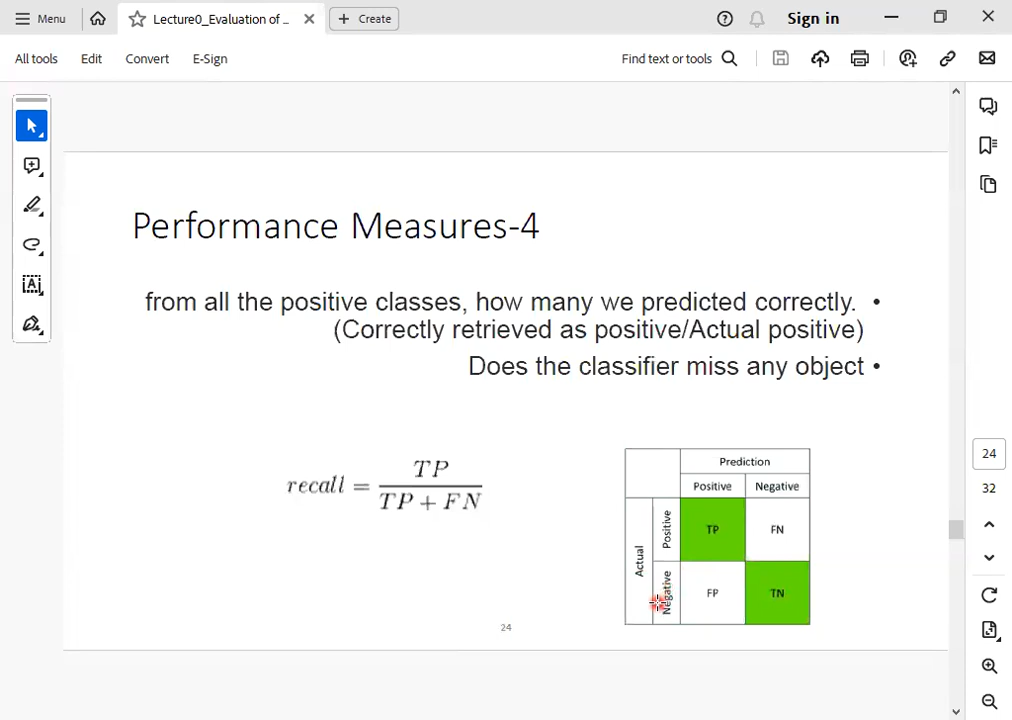 Menu
Lecture0_Evaluation of ...
Create
Sign in
All tools
Edit
Convert
E-Sign
Find text or tools
Performance Measures-4
from all the positive classes, how many we predicted correctly. •
(Correctly retrieved as positive/Actual positive)
Does the classifier miss any object •
recall = TP / TP + FN
Prediction
Positive Negative
Actual
Positive
TP FN
Negative
FP TN
24
24
32